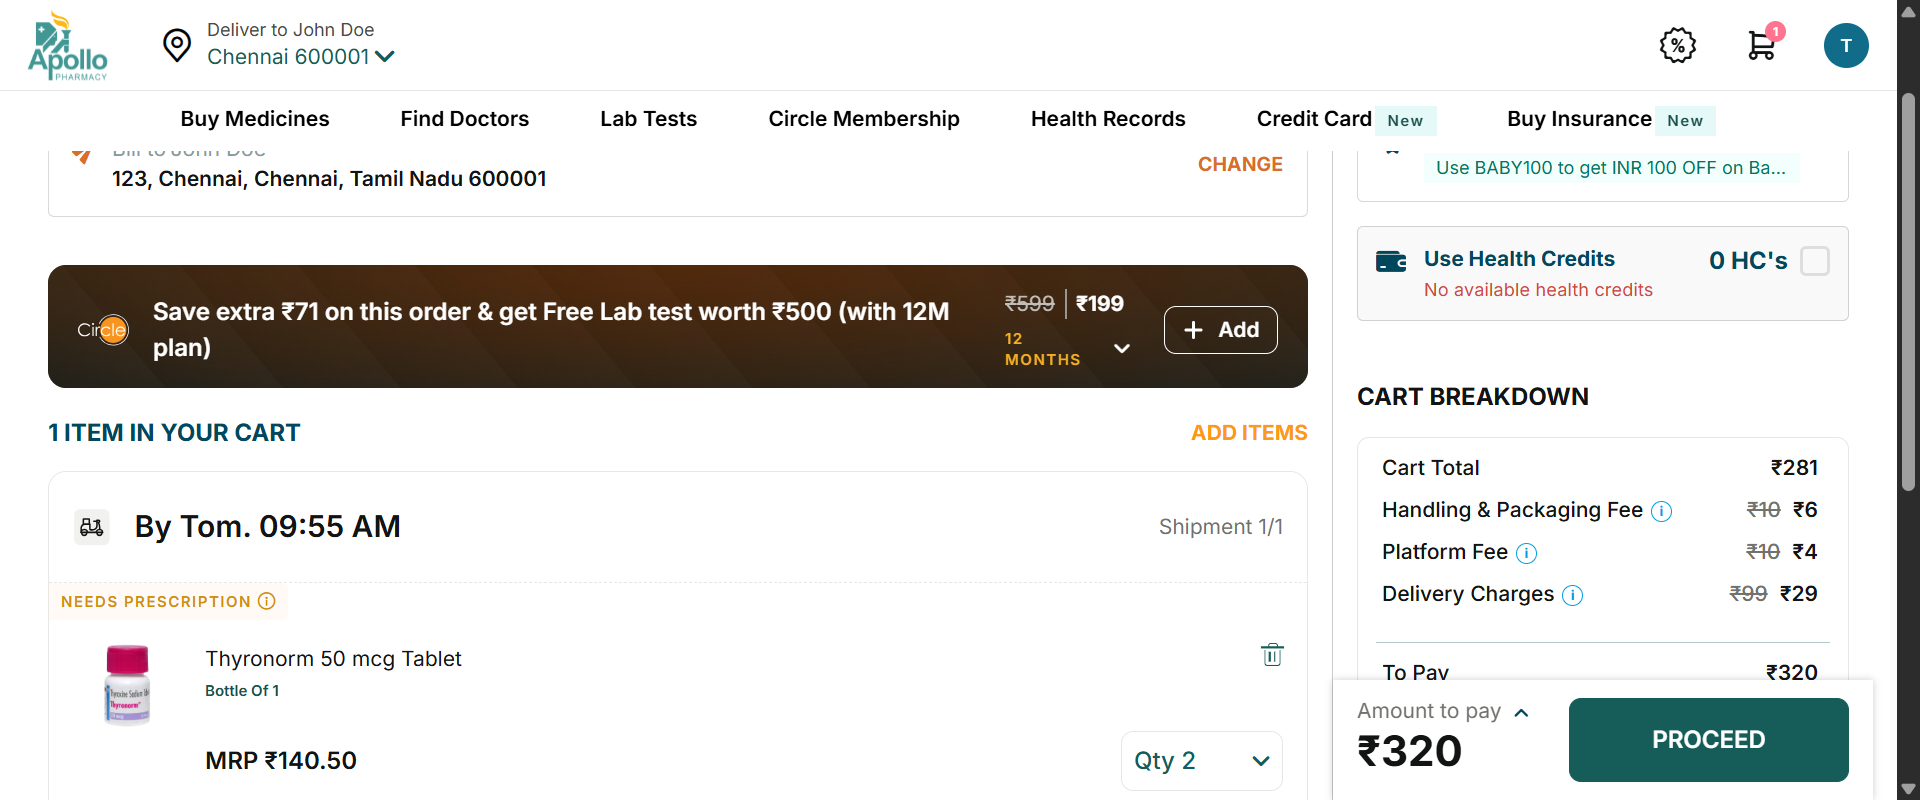 Apollo
PHARMACY
Deliver to John Doe
Chennai 600001
1
T
Buy Medicines
Find Doctors
Lab Tests
Circle Membership
Health Records
Credit Card New
Buy Insurance New
Bill to John Doe
123, Chennai, Chennai, Tamil Nadu 600001
CHANGE
Circle
Save extra ₹71 on this order & get Free Lab test worth ₹500 (with 12M
plan)
₹599 ₹199
12
MONTHS
+ Add
1 ITEM IN YOUR CART
ADD ITEMS
By Tom. 09:55 AM
Shipment 1/1
NEEDS PRESCRIPTION
Thyronorm 50 mcg Tablet
Bottle Of 1
Thyronorm
MRP ₹140.50
Qty 2
Use BABY100 to get INR 100 OFF on Ba...
Use Health Credits
0 HC's
No available health credits
CART BREAKDOWN
Cart Total ₹281
Handling & Packaging Fee ₹10 ₹6
Platform Fee ₹10 ₹4
Delivery Charges ₹99 ₹29
To Pay ₹320
Amount to pay
₹320
PROCEED